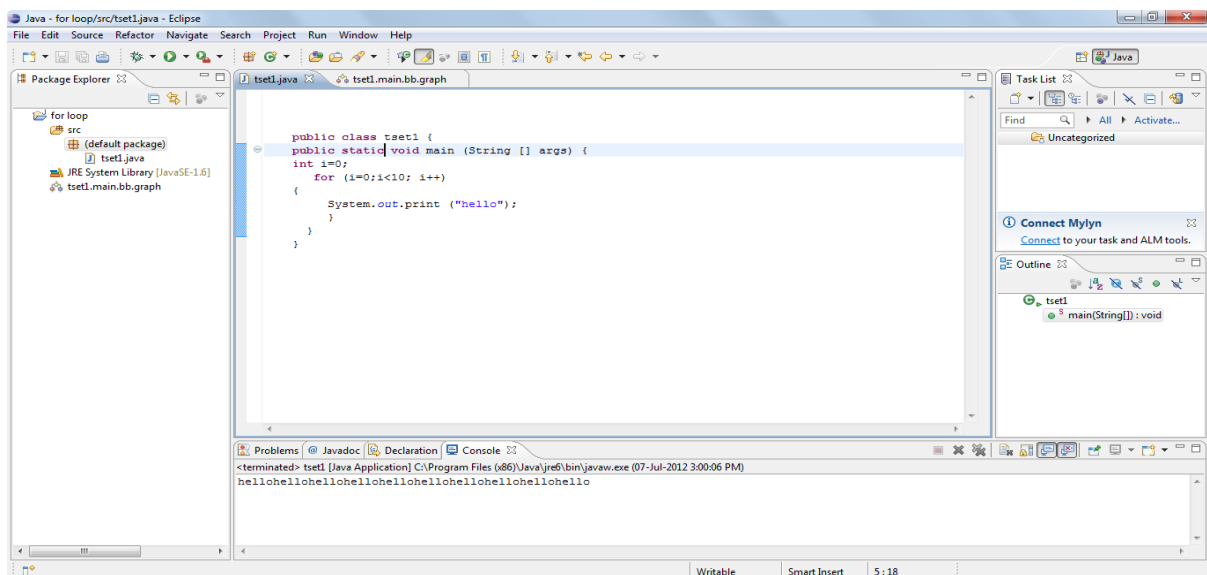 Java - for loop/src/tset1.java - Eclipse
File Edit Source Refactor Navigate Search Project Run Window Help
Java
Package Explorer
for loop
src
(default package)
tset1.java
JRE System Library [JavaSE-1.6]
tset1.main.bb.graph
tset1.java tset1.main.bb.graph
public class tset1 {
public static void main (String [] args) {
int i=0;
for (i=0;i<10; i++)
{
System.out.print ("hello");
}
}
}
Task List
Find All Activate...
Uncategorized
Connect Mylyn
Connect to your task and ALM tools.
Outline
tset1
main(String[]) : void
Problems @ Javadoc Declaration Console
<terminated> tset1 [Java Application] C:\Program Files (x86)\Java\jre6\bin\javaw.exe (07-Jul-2012 3:00:06 PM)
hellohellohellohellohellohellohellohellohellohello
Writable Smart Insert 5 : 18